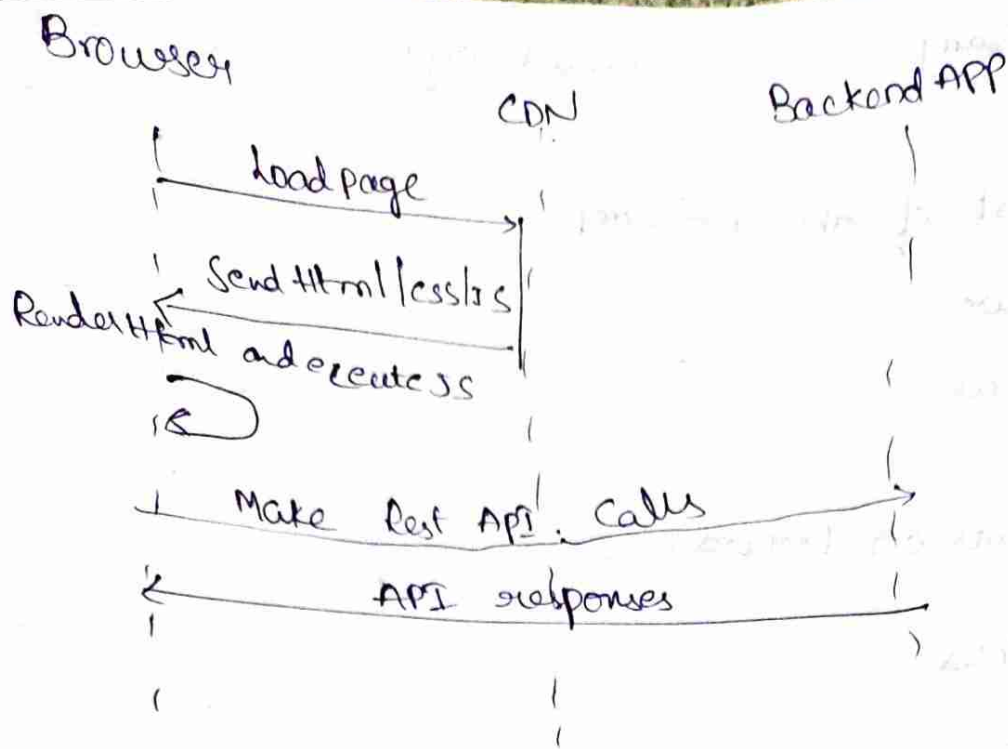 Browser
CDN
Backend APP
Load page
Send Html/css/JS
Render Html and execute JS
Make Rest API Calls
API responses